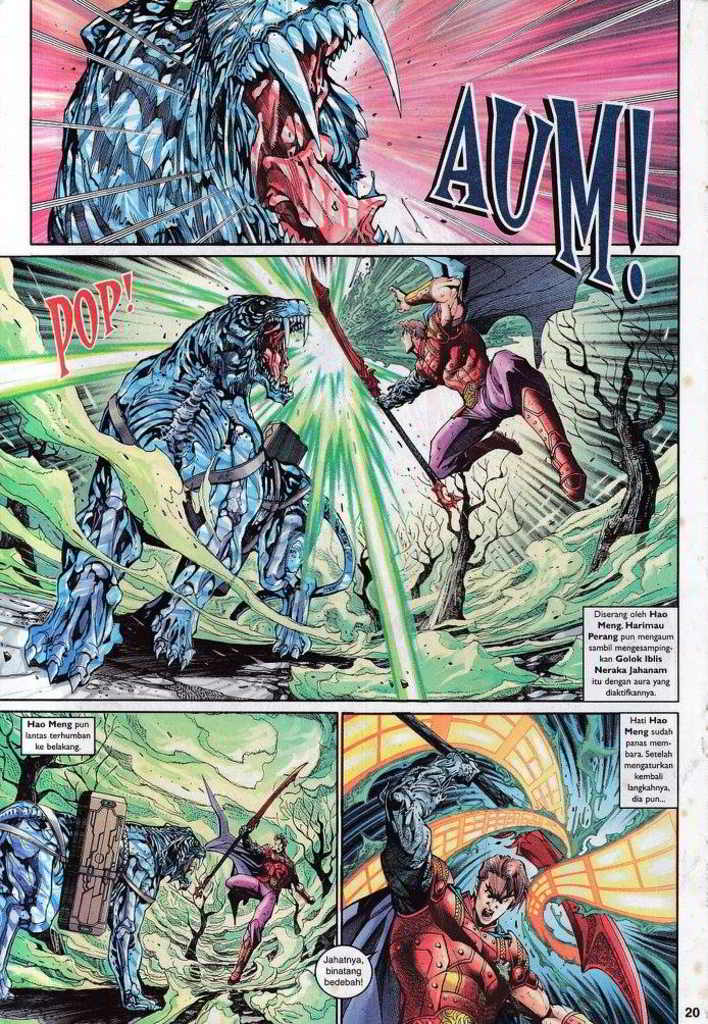 AUM!
POP!
Diserang oleh Hao
Meng, Harimau
Perang pun mengaum
sambil mengesamping-
kan Golok Iblis
Neraka Jahanam
itu dengan aura yang
diaktifkannya.
Hao Meng pun
lantas terhumban
ke belakang.
Hati Hao
Meng sudah
panas mem-
bara. Setelah
mengaturkan
kembali
langkahnya,
dia pun...
Jahatnya,
binatang
bedebah!
20